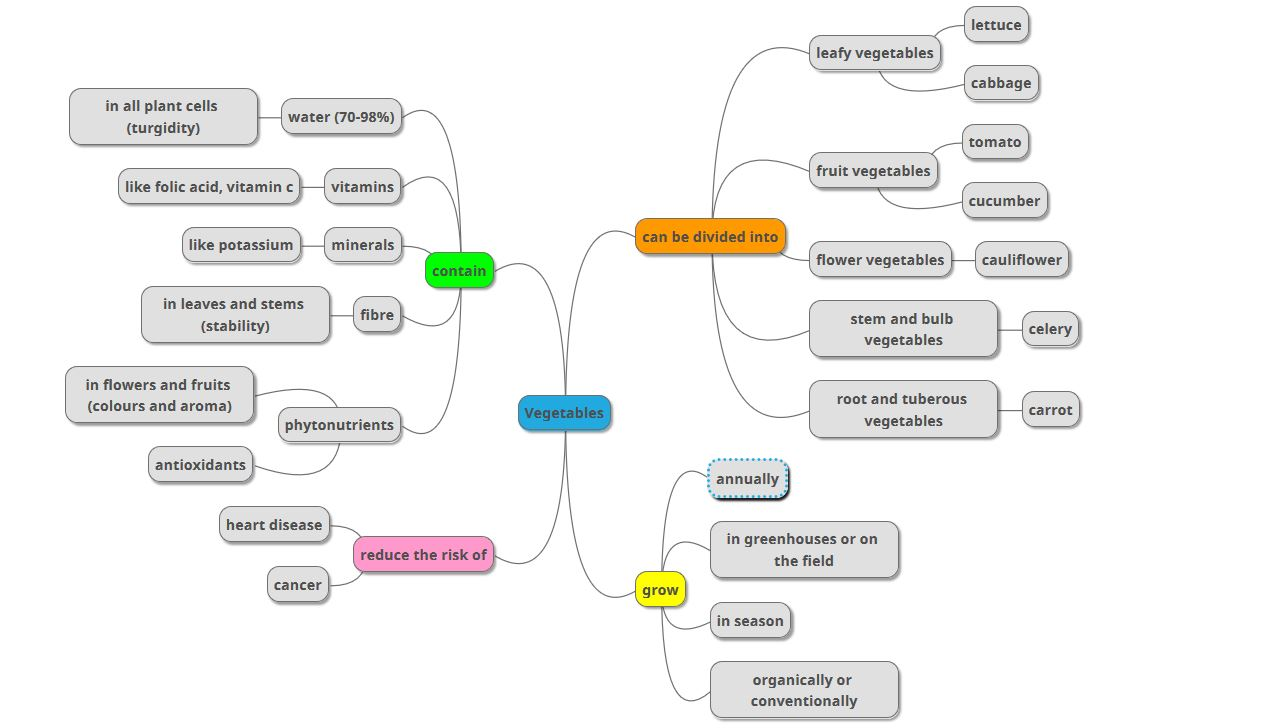 Vegetables
contain
water (70-98%)
in all plant cells
(turgidity)
vitamins
like folic acid, vitamin c
minerals
like potassium
fibre
in leaves and stems
(stability)
phytonutrients
in flowers and fruits
(colours and aroma)
antioxidants
reduce the risk of
heart disease
cancer
can be divided into
leafy vegetables
lettuce
cabbage
fruit vegetables
tomato
cucumber
flower vegetables
cauliflower
stem and bulb
vegetables
celery
root and tuberous
vegetables
carrot
grow
annually
in greenhouses or on
the field
in season
organically or
conventionally